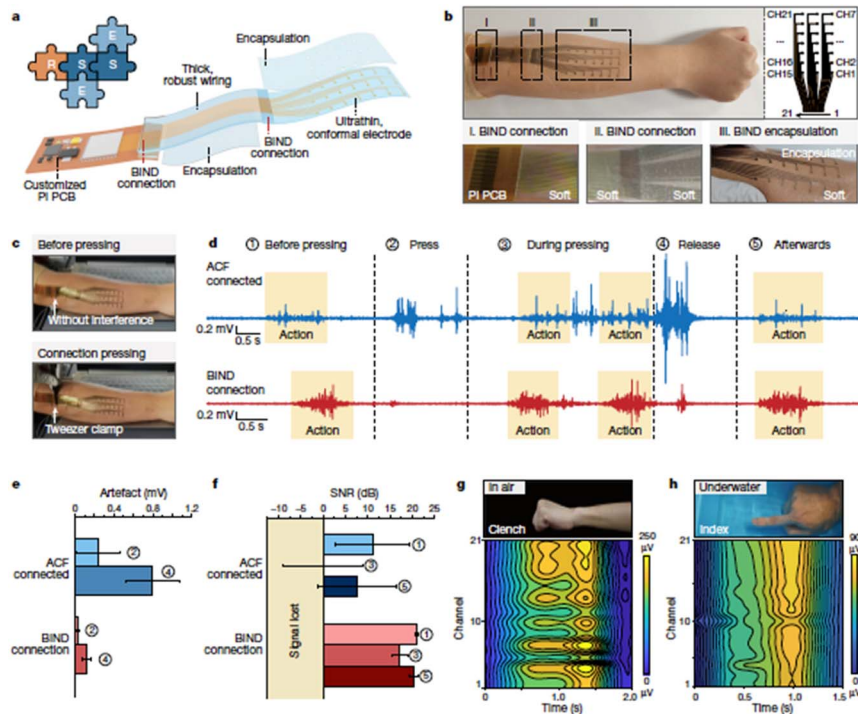 a
E
R S S
E
Thick,
robust wiring
Encapsulation
Ultrathin,
conformal electrode
BIND
connection
Encapsulation
BIND
connection
Customized
PI PCB
b
I II III
CH21 CH7
... ...
CH16 CH2
CH15 CH1
21 1
I. BIND connection
II. BIND connection
III. BIND encapsulation
PI PCB Soft
Soft Soft
Encapsulation
Soft
c
Before pressing
Without interference
Connection pressing
Tweezer clamp
d
① Before pressing ② Press ③ During pressing ④ Release ⑤ Afterwards
ACF
connected
0.2 mV
0.5 s
Action Action Action Action
BIND
connection
0.2 mV
0.5 s
Action Action Action Action
e
Artefact (mV)
0 0.4 0.8 1.2
ACF
connected
②
④
BIND
connection
②
④
f
SNR (dB)
−10 −5 0 5 10 15 20 25
ACF
connected
①
③
⑤
Signal lost
BIND
connection
①
③
⑤
g
In air
Clench
Channel
21
10
1
0 1.0 2.0
Time (s)
250
µV
0
µV
h
Underwater
Index
Channel
21
10
1
0 0.5 1.0 1.5
Time (s)
90
µV
0
µV